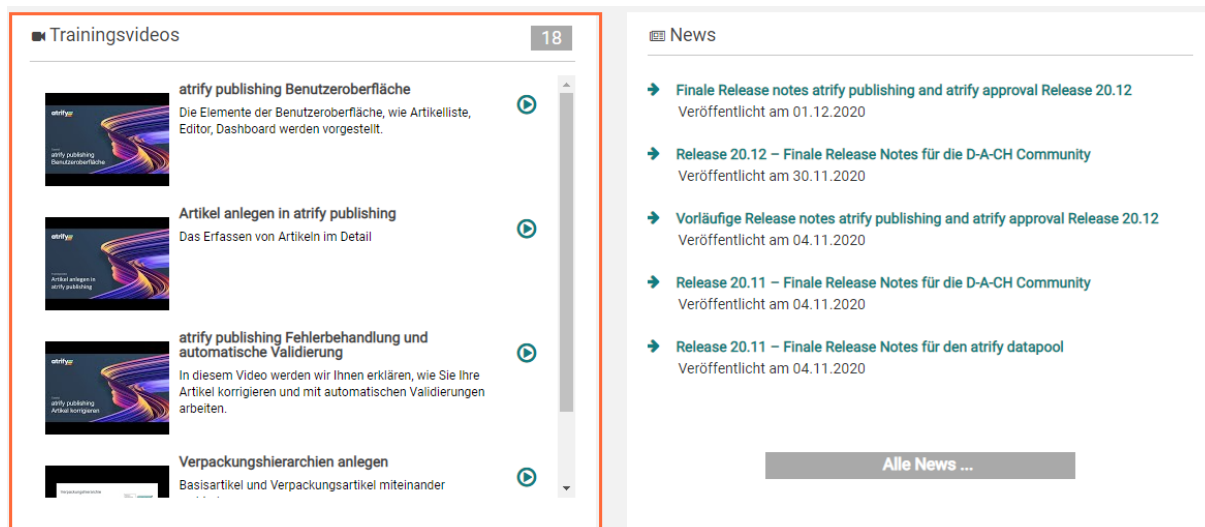 Trainingsvideos
18
atrify publishing Benutzeroberfläche
Die Elemente der Benutzeroberfläche, wie Artikelliste,
Editor, Dashboard werden vorgestellt.
atrify
atrify publishing
Benutzeroberfläche
Artikel anlegen in atrify publishing
Das Erfassen von Artikeln im Detail
atrify
Artikel anlegen in
atrify publishing
atrify publishing Fehlerbehandlung und
automatische Validierung
In diesem Video werden wir Ihnen erklären, wie Sie Ihre
Artikel korrigieren und mit automatischen Validierungen
arbeiten.
atrify
atrify publishing
Artikel korrigieren
Verpackungshierarchien anlegen
Basisartikel und Verpackungsartikel miteinander
Verpackungshierarchie
News
Finale Release notes atrify publishing and atrify approval Release 20.12
Veröffentlicht am 01.12.2020
Release 20.12 – Finale Release Notes für die D-A-CH Community
Veröffentlicht am 30.11.2020
Vorläufige Release notes atrify publishing and atrify approval Release 20.12
Veröffentlicht am 04.11.2020
Release 20.11 – Finale Release Notes für die D-A-CH Community
Veröffentlicht am 04.11.2020
Release 20.11 – Finale Release Notes für den atrify datapool
Veröffentlicht am 04.11.2020
Alle News ...